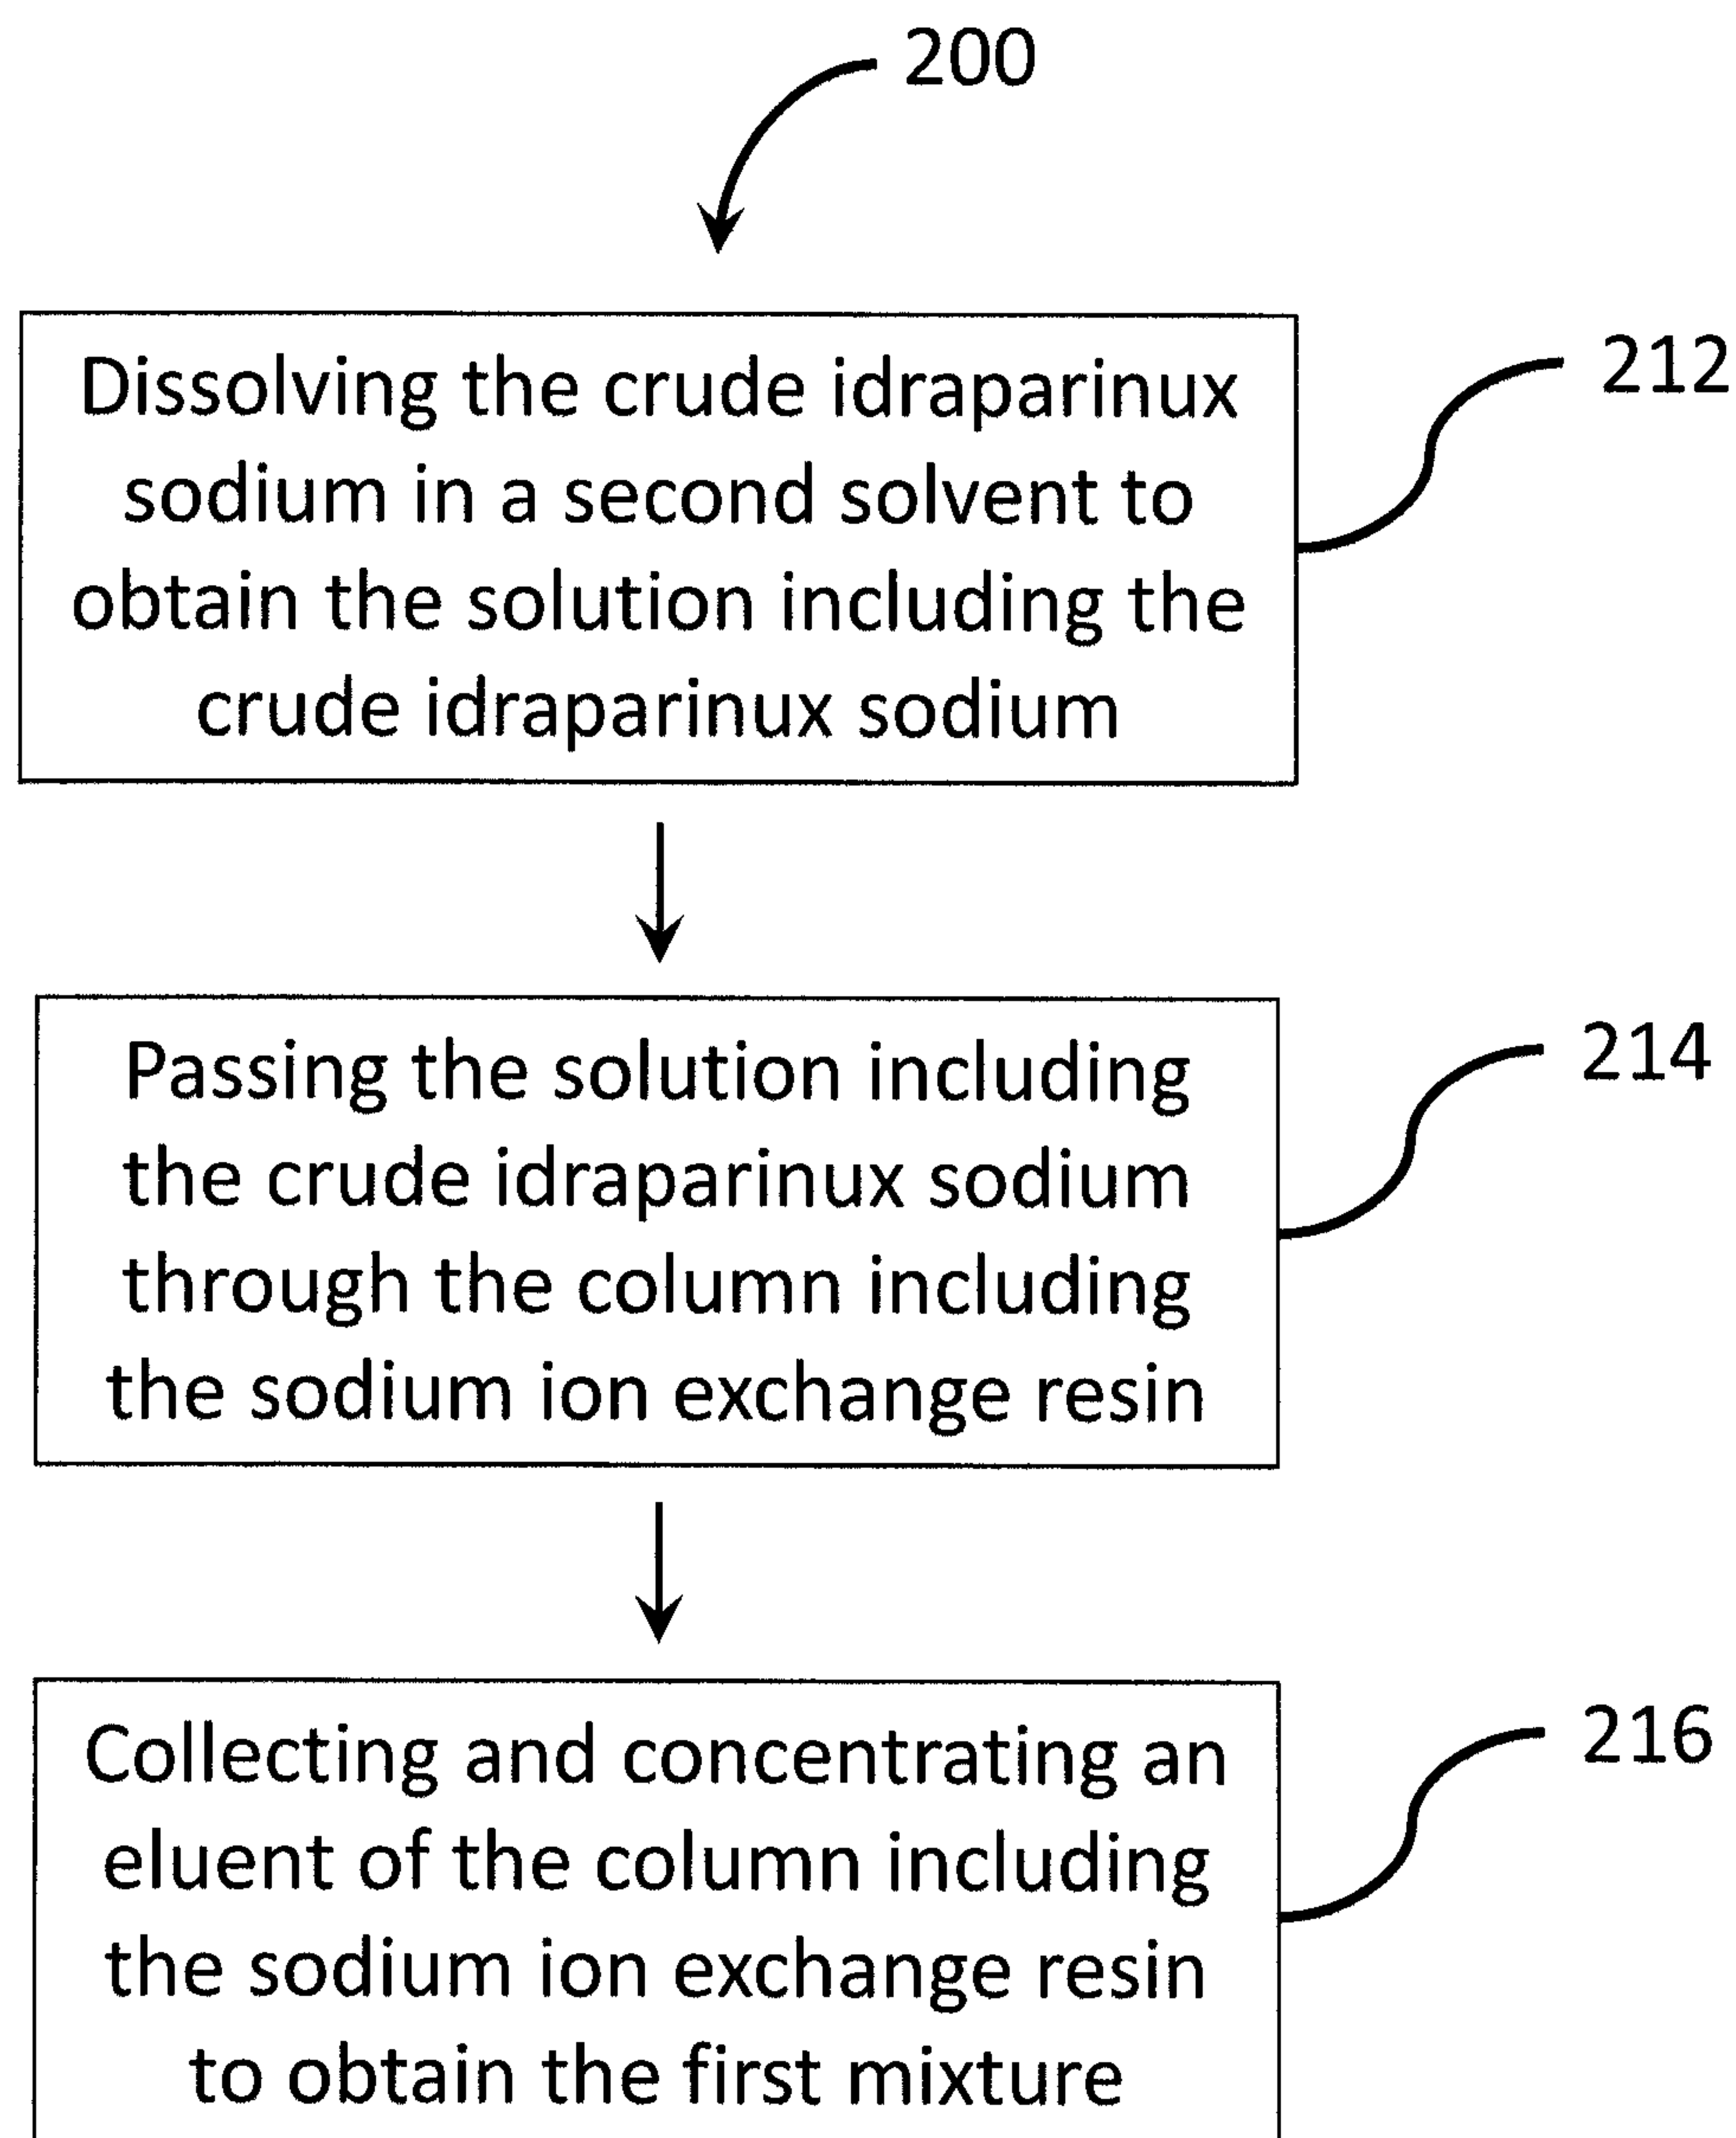 200
Dissolving the crude idraparinux
sodium in a second solvent to
obtain the solution including the
crude idraparinux sodium
212
Passing the solution including
the crude idraparinux sodium
through the column including
the sodium ion exchange resin
214
Collecting and concentrating an
eluent of the column including
the sodium ion exchange resin
to obtain the first mixture
216